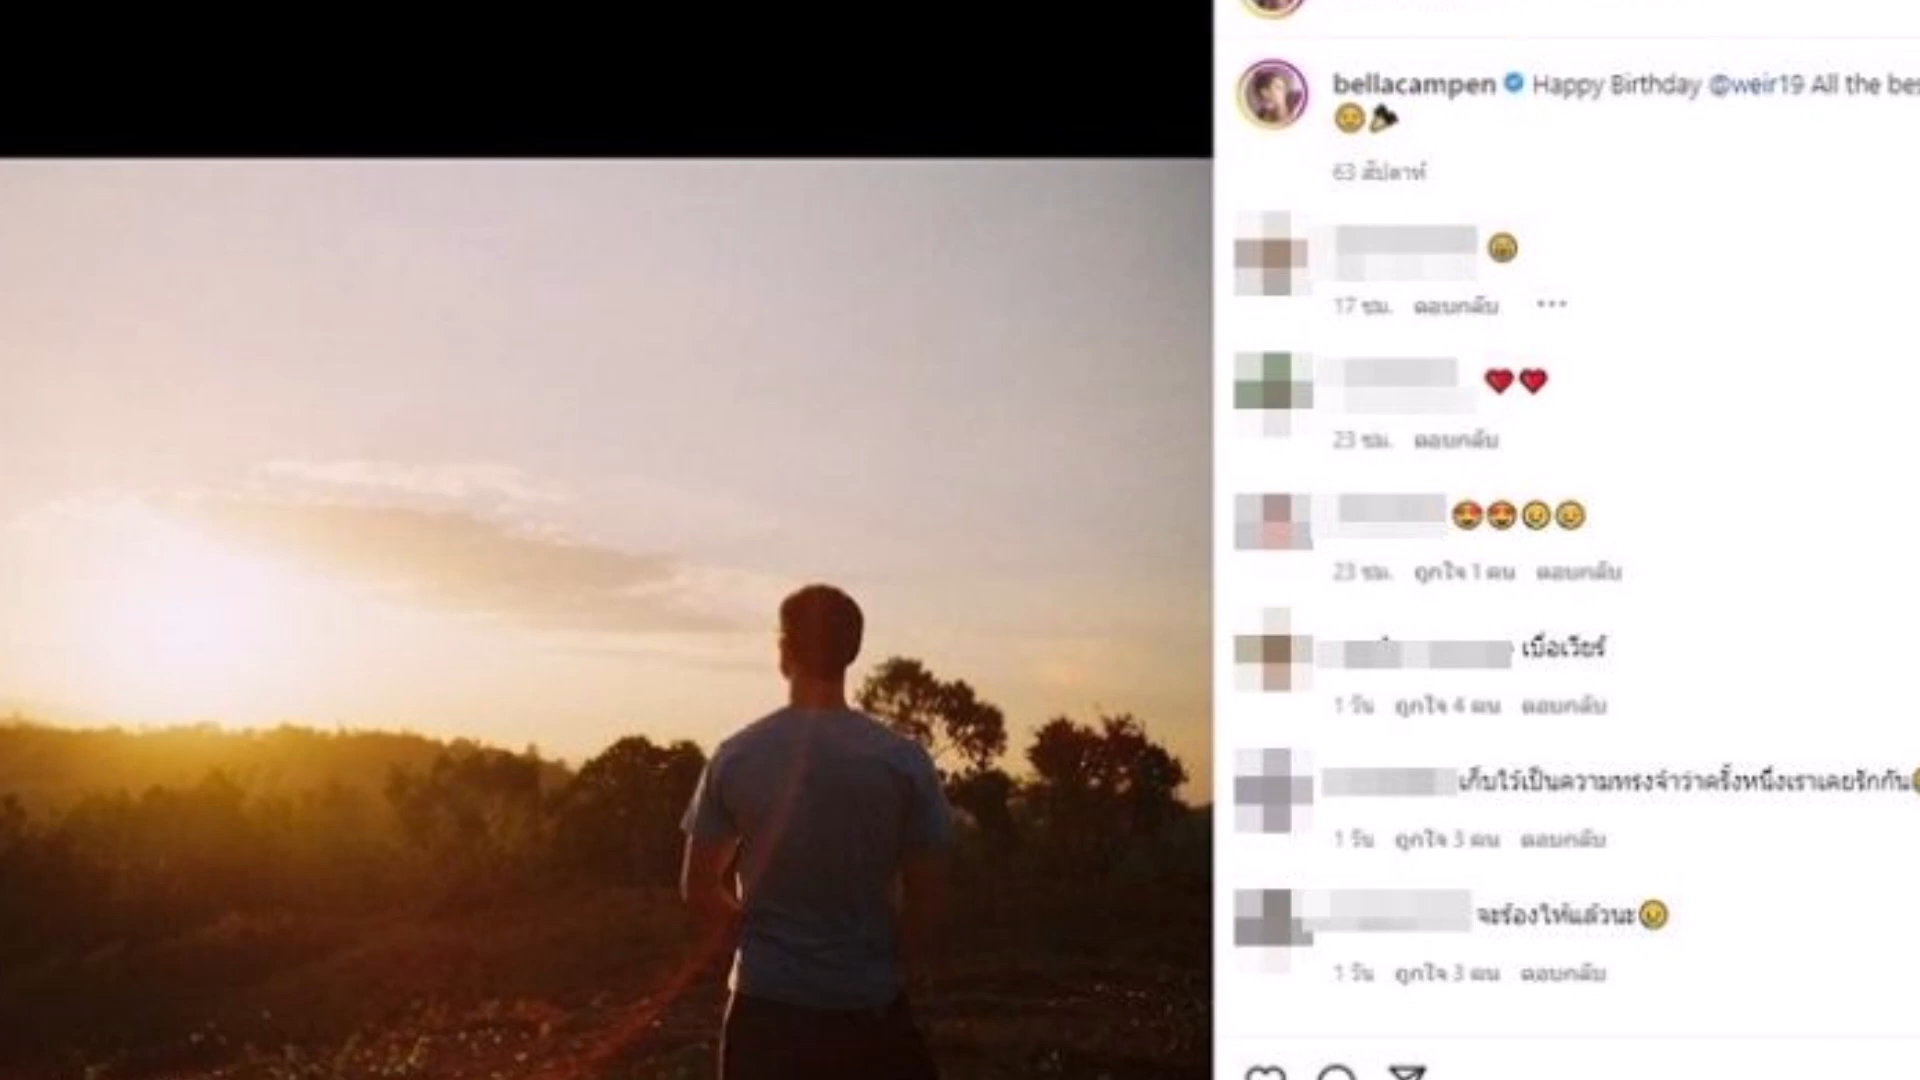 bellacampen Happy Birthday @weir19 All the bes
63 สัปดาห์
17 ชม. ตอบกลับ
23 ชม. ตอบกลับ
23 ชม. ถูกใจ 1 คน ตอบกลับ
เบื่อเวียร์
1 วัน ถูกใจ 4 คน ตอบกลับ
เก็บไว้เป็นความทรงจำว่าครั้งหนึ่งเราเคยรักกัน
1 วัน ถูกใจ 3 คน ตอบกลับ
จะร้องไห้แล้วนะ
1 วัน ถูกใจ 3 คน ตอบกลับ